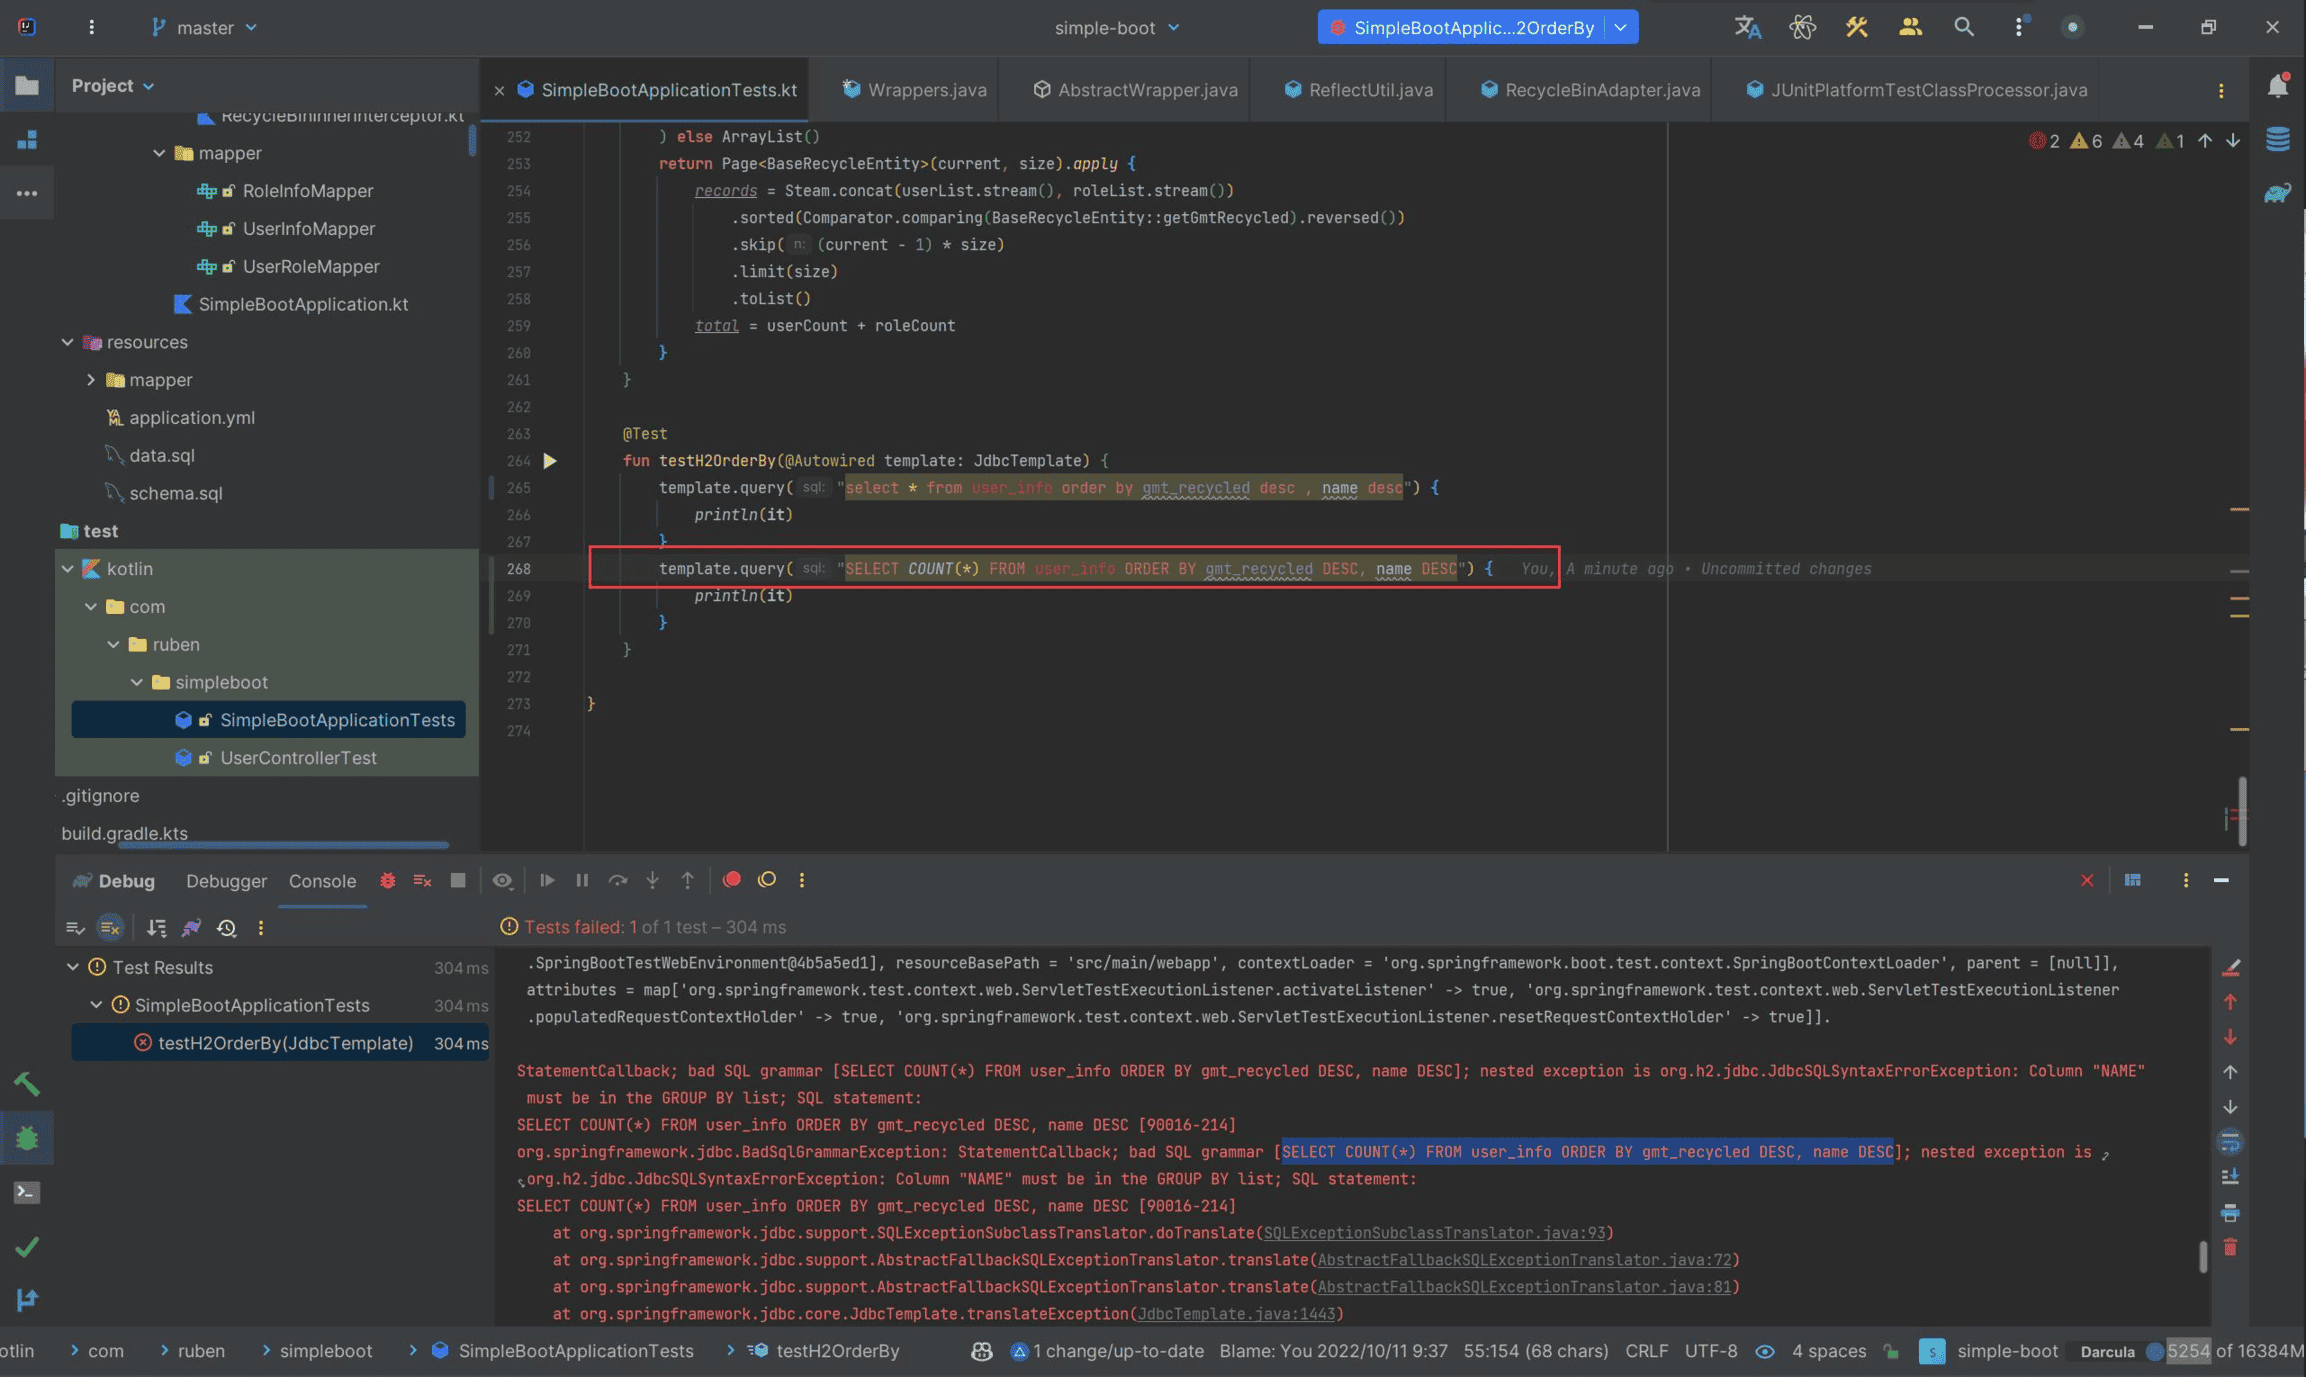 master
simple-boot
SimpleBootApplic...2OrderBy
Project
SimpleBootApplicationTests.kt
Wrappers.java
AbstractWrapper.java
ReflectUtil.java
RecycleBinAdapter.java
JUnitPlatformTestClassProcessor.java
RecycleBinInnerInterceptor.kt
mapper
RoleInfoMapper
UserInfoMapper
UserRoleMapper
SimpleBootApplication.kt
resources
mapper
application.yml
data.sql
schema.sql
test
kotlin
com
ruben
simpleboot
SimpleBootApplicationTests
UserControllerTest
.gitignore
build.gradle.kts
2 6 4 1
252 ) else ArrayList()
253 return Page<BaseRecycleEntity>(current, size).apply {
254 records = Steam.concat(userList.stream(), roleList.stream())
255 .sorted(Comparator.comparing(BaseRecycleEntity::getGmtRecycled).reversed())
256 .skip( n: (current - 1) * size)
257 .limit(size)
258 .toList()
259 total = userCount + roleCount
260 }
261 }
262
263 @Test
264 fun testH2OrderBy(@Autowired template: JdbcTemplate) {
265 template.query( sql: "select * from user_info order by gmt_recycled desc , name desc") {
266 println(it)
267 }
268 template.query( sql: "SELECT COUNT(*) FROM user_info ORDER BY gmt_recycled DESC, name DESC") { You, A minute ago • Uncommitted changes
269 println(it)
270 }
271 }
272
273 }
274
Debug Debugger Console
Tests failed: 1 of 1 test – 304 ms
Test Results 304 ms
SimpleBootApplicationTests 304 ms
testH2OrderBy(JdbcTemplate) 304 ms
.SpringBootTestWebEnvironment@4b5a5ed1], resourceBasePath = 'src/main/webapp', contextLoader = 'org.springframework.boot.test.context.SpringBootContextLoader', parent = [null]],
attributes = map['org.springframework.test.context.web.ServletTestExecutionListener.activateListener' -> true, 'org.springframework.test.context.web.ServletTestExecutionListener
.populatedRequestContextHolder' -> true, 'org.springframework.test.context.web.ServletTestExecutionListener.resetRequestContextHolder' -> true]].
StatementCallback; bad SQL grammar [SELECT COUNT(*) FROM user_info ORDER BY gmt_recycled DESC, name DESC]; nested exception is org.h2.jdbc.JdbcSQLSyntaxErrorException: Column "NAME"
must be in the GROUP BY list; SQL statement:
SELECT COUNT(*) FROM user_info ORDER BY gmt_recycled DESC, name DESC [90016-214]
org.springframework.jdbc.BadSqlGrammarException: StatementCallback; bad SQL grammar [SELECT COUNT(*) FROM user_info ORDER BY gmt_recycled DESC, name DESC]; nested exception is
org.h2.jdbc.JdbcSQLSyntaxErrorException: Column "NAME" must be in the GROUP BY list; SQL statement:
SELECT COUNT(*) FROM user_info ORDER BY gmt_recycled DESC, name DESC [90016-214]
at org.springframework.jdbc.support.SQLExceptionSubclassTranslator.doTranslate(SQLExceptionSubclassTranslator.java:93)
at org.springframework.jdbc.support.AbstractFallbackSQLExceptionTranslator.translate(AbstractFallbackSQLExceptionTranslator.java:72)
at org.springframework.jdbc.support.AbstractFallbackSQLExceptionTranslator.translate(AbstractFallbackSQLExceptionTranslator.java:81)
at org.springframework.jdbc.core.JdbcTemplate.translateException(JdbcTemplate.java:1443)
otlin > com > ruben > simpleboot > SimpleBootApplicationTests > testH2OrderBy 1 change/up-to-date Blame: You 2022/10/11 9:37 55:154 (68 chars) CRLF UTF-8 4 spaces simple-boot Darcula 5254 of 16384M